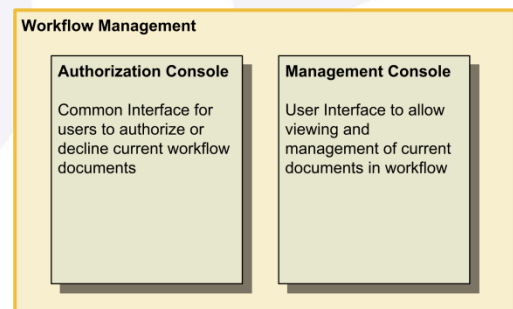 Workflow Management
Authorization Console
Common Interface for
users to authorize or
decline current workflow
documents
Management Console
User Interface to allow
viewing and
management of current
documents in workflow